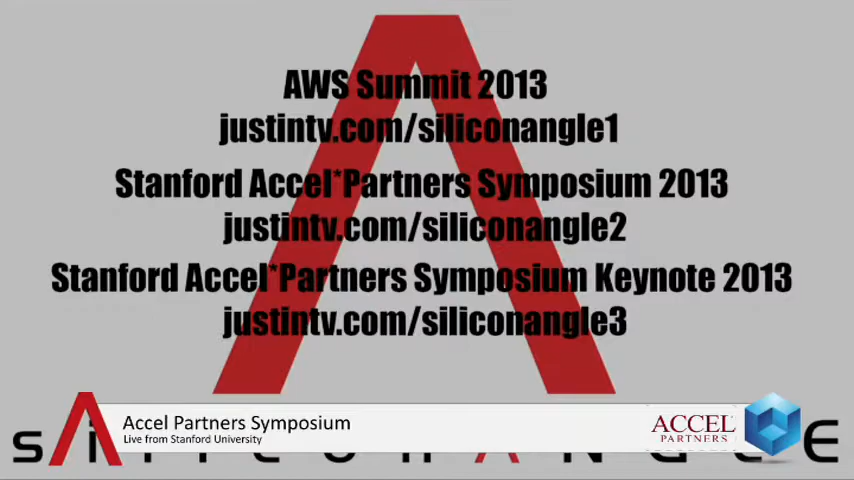 AWS Summit 2013
justintv.com/siliconangle1
Stanford Accel*Partners Symposium 2013
justintv.com/siliconangle2
Stanford Accel*Partners Symposium Keynote 2013
justintv.com/siliconangle3
Accel Partners Symposium
Live from Stanford University
ACCEL
PARTNERS